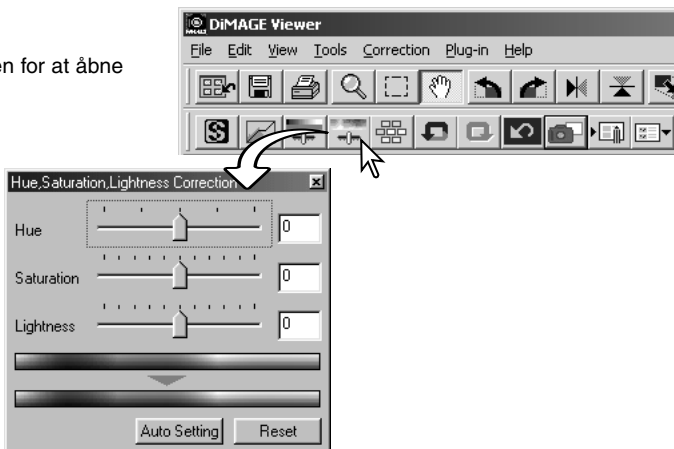 en for at åbne
DiMAGE Viewer
File Edit View Tools Correction Plug-in Help
S
Hue,Saturation,Lightness Correction
Hue 0
Saturation 0
Lightness 0
Auto Setting Reset